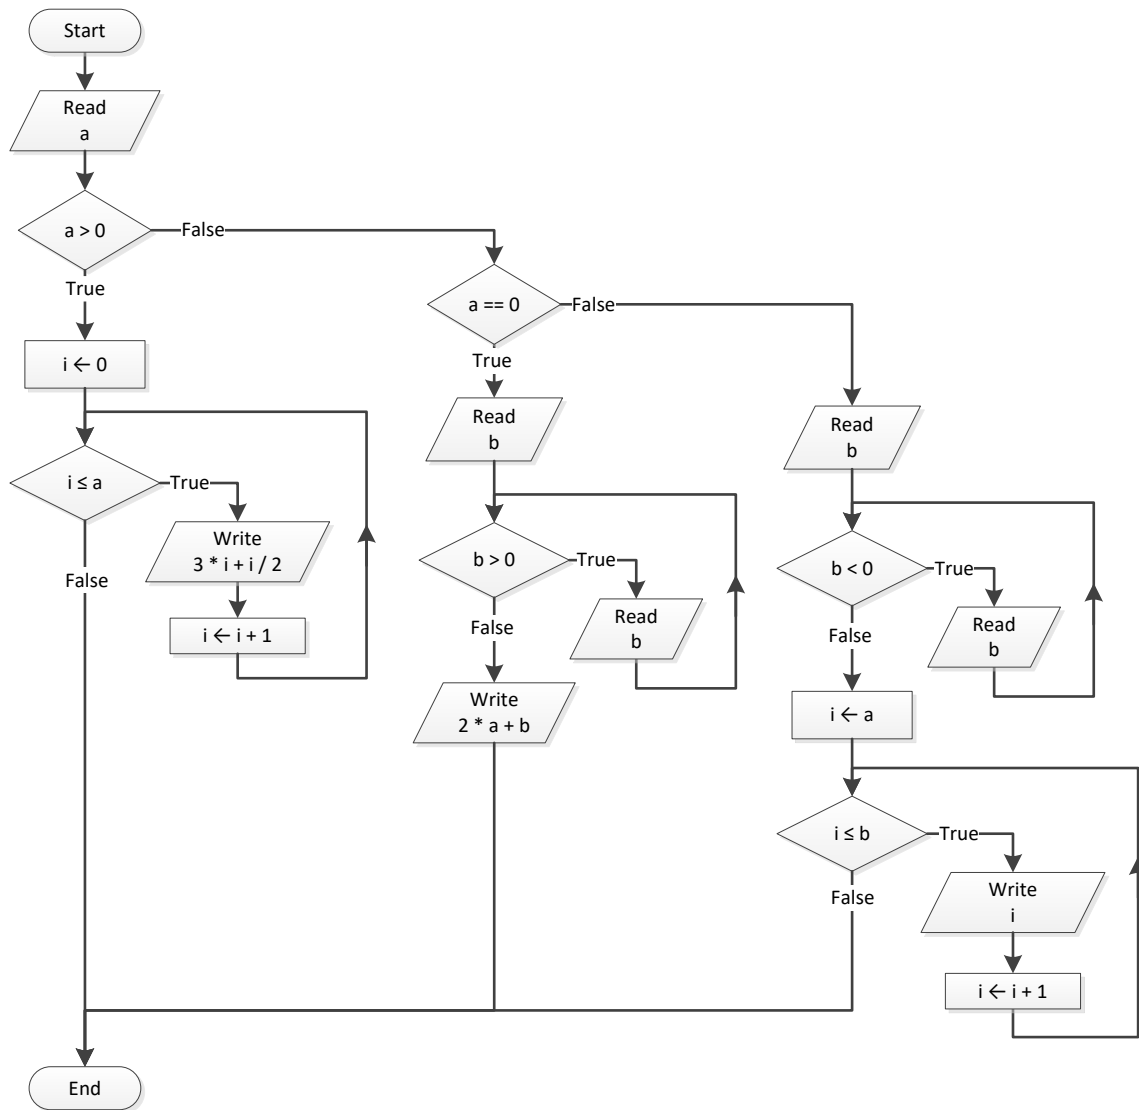 Start
Read
a
a > 0
False
True
i ← 0
i ≤ a
True
Write
3 * i + i / 2
i ← i + 1
False
a == 0
False
True
Read
b
b > 0
True
Read
b
False
Write
2 * a + b
Read
b
b < 0
True
Read
b
False
i ← a
i ≤ b
True
Write
i
i ← i + 1
False
End